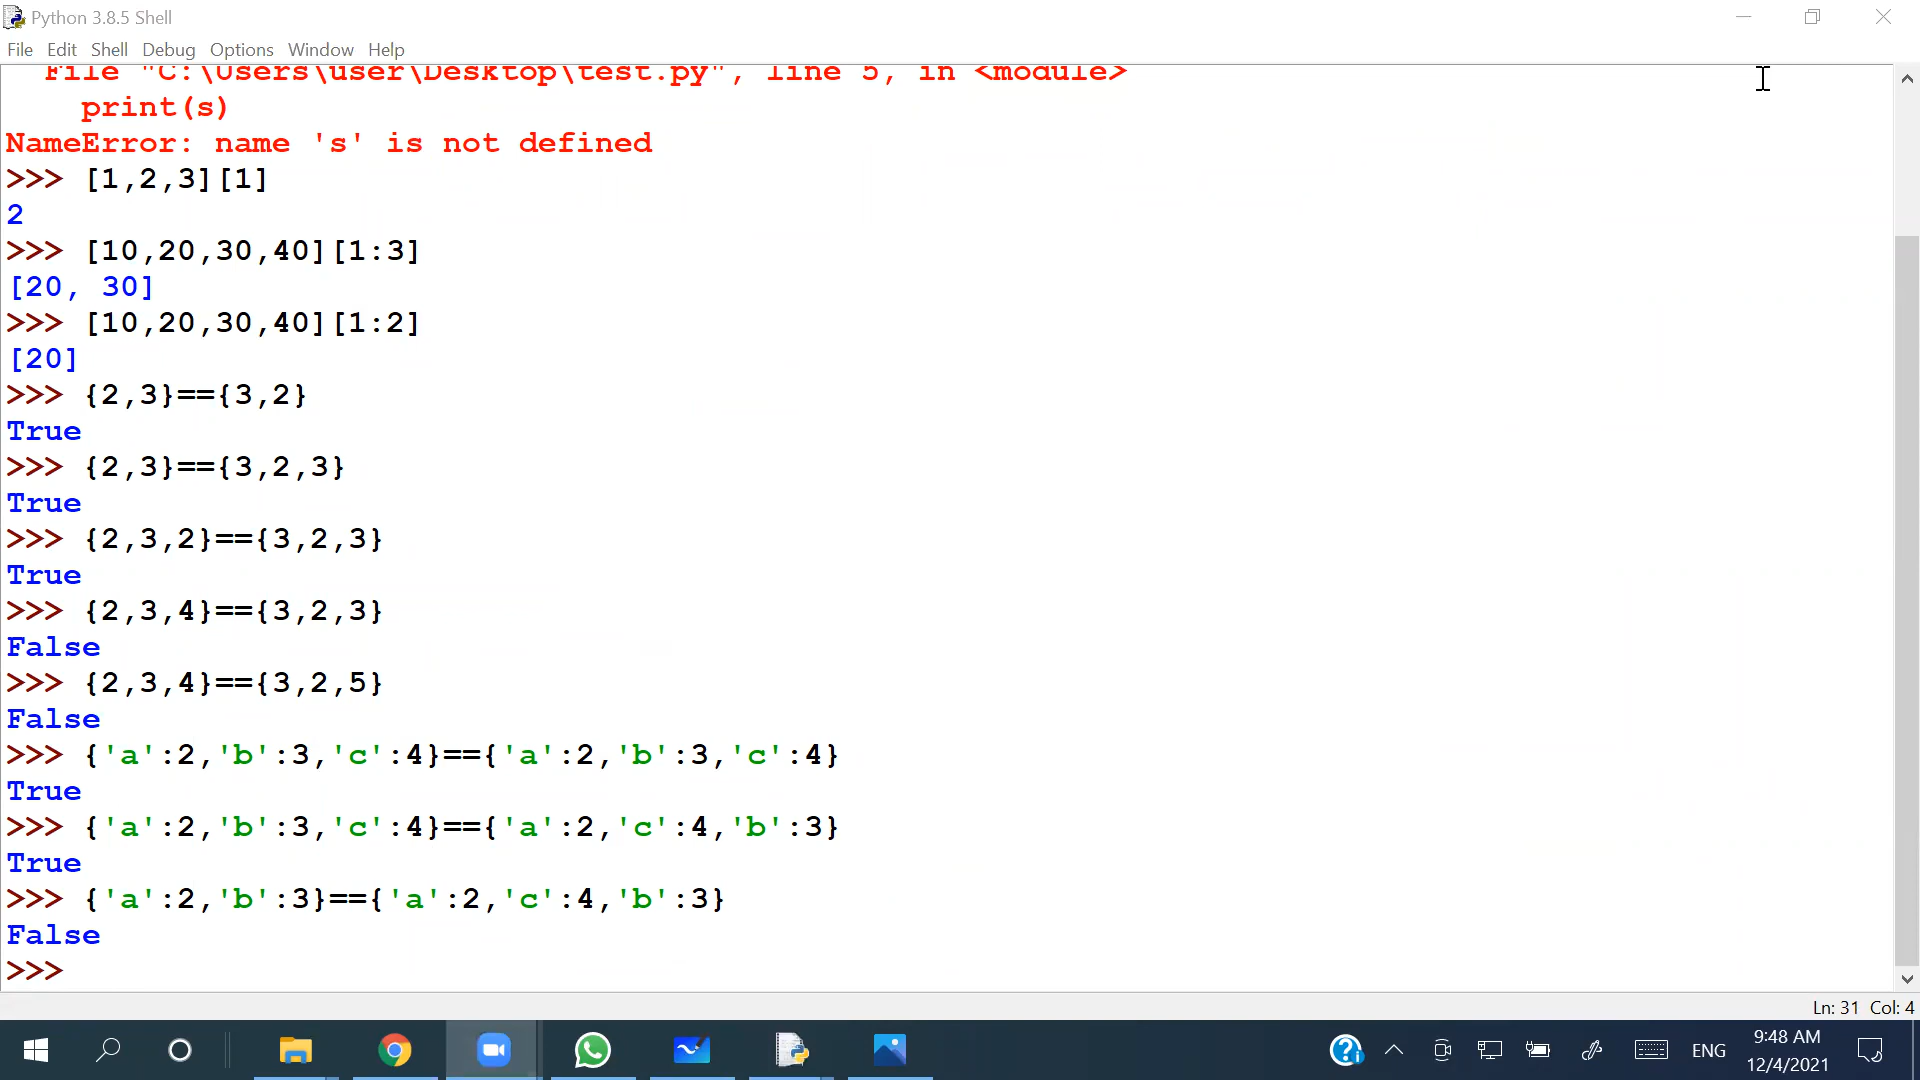 Python 3.8.5 Shell
File Edit Shell Debug Options Window Help
File "C:\Users\user\Desktop\test.py", line 5, in <module>
print(s)
NameError: name 's' is not defined
>>> [1,2,3][1]
2
>>> [10,20,30,40][1:3]
[20, 30]
>>> [10,20,30,40][1:2]
[20]
>>> {2,3}=={3,2}
True
>>> {2,3}=={3,2,3}
True
>>> {2,3,2}=={3,2,3}
True
>>> {2,3,4}=={3,2,3}
False
>>> {2,3,4}=={3,2,5}
False
>>> {'a':2,'b':3,'c':4}=={'a':2,'b':3,'c':4}
True
>>> {'a':2,'b':3,'c':4}=={'a':2,'c':4,'b':3}
True
>>> {'a':2,'b':3}=={'a':2,'c':4,'b':3}
False
>>>
Ln: 31 Col: 4
ENG
9:48 AM
12/4/2021